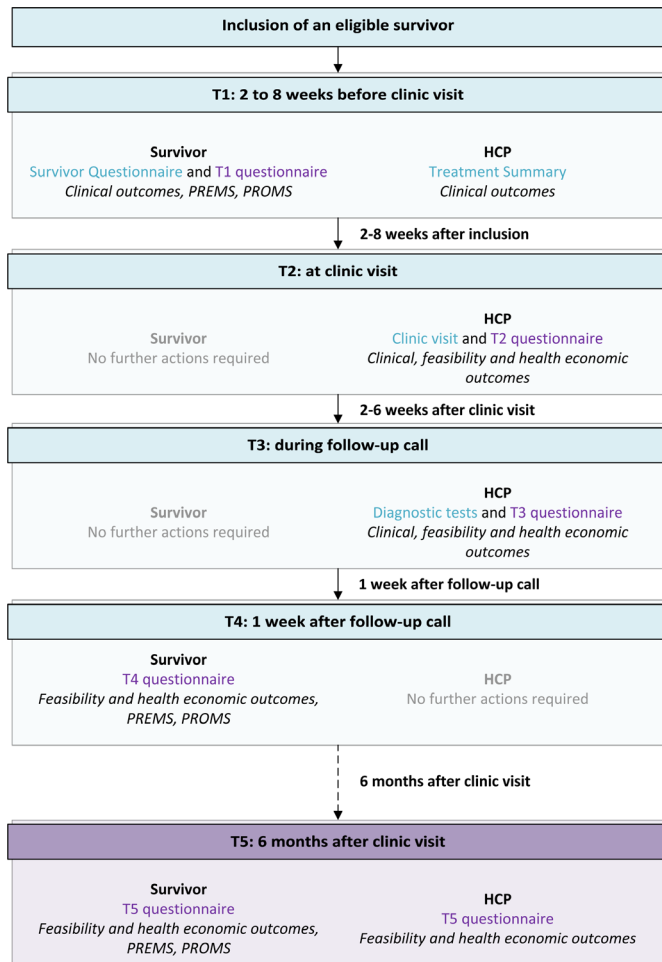 Inclusion of an eligible survivor
T1: 2 to 8 weeks before clinic visit
Survivor
Survivor Questionnaire and T1 questionnaire
Clinical outcomes, PREMS, PROMS
HCP
Treatment Summary
Clinical outcomes
2-8 weeks after inclusion
T2: at clinic visit
Survivor
No further actions required
HCP
Clinic visit and T2 questionnaire
Clinical, feasibility and health economic
outcomes
2-6 weeks after clinic visit
T3: during follow-up call
Survivor
No further actions required
HCP
Diagnostic tests and T3 questionnaire
Clinical, feasibility and health economic
outcomes
1 week after follow-up call
T4: 1 week after follow-up call
Survivor
T4 questionnaire
Feasibility and health economic outcomes,
PREMS, PROMS
HCP
No further actions required
6 months after clinic visit
T5: 6 months after clinic visit
Survivor
T5 questionnaire
Feasibility and health economic outcomes,
PREMS, PROMS
HCP
T5 questionnaire
Feasibility and health economic outcomes